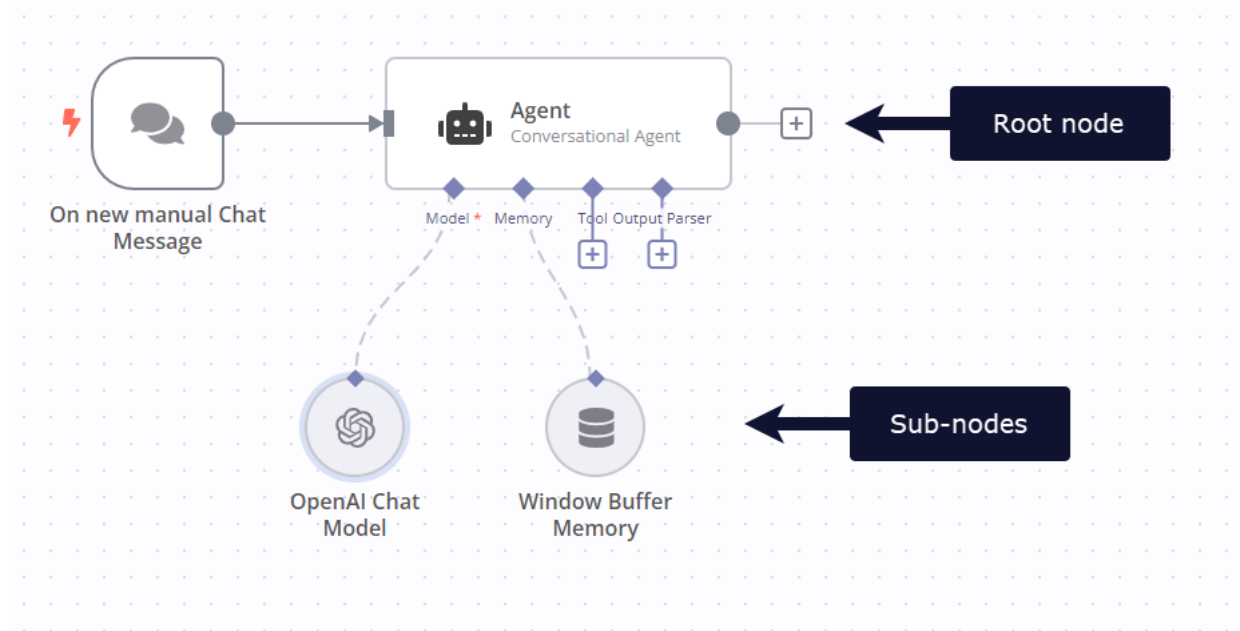 Agent
Conversational Agent
Root node
On new manual Chat
Message
Model *
Memory
Tool
Output Parser
Sub-nodes
OpenAI Chat
Model
Window Buffer
Memory